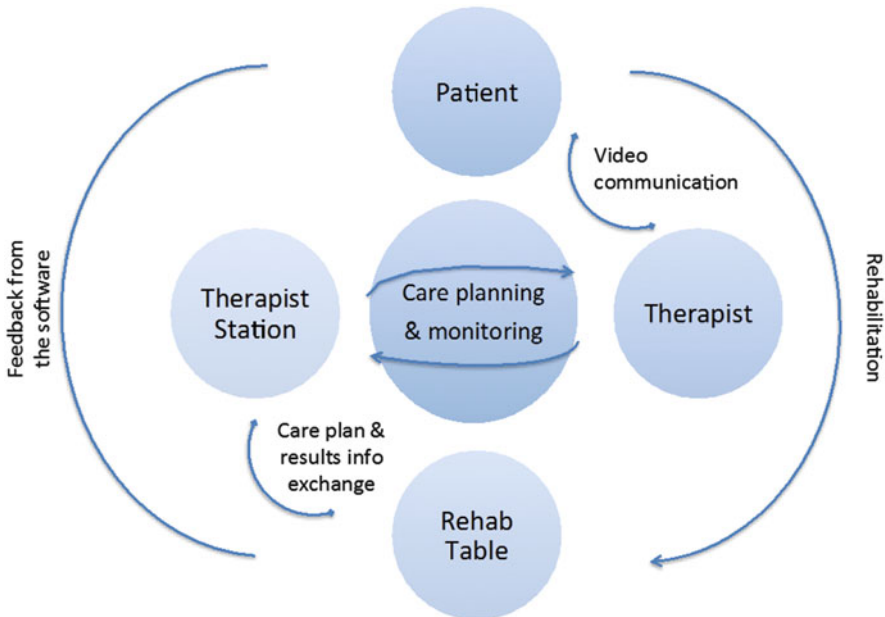 Patient
Video
communication
Therapist
Station
Care planning
& monitoring
Therapist
Feedback from
the software
Rehabilitation
Care plan &
results info
exchange
Rehab
Table